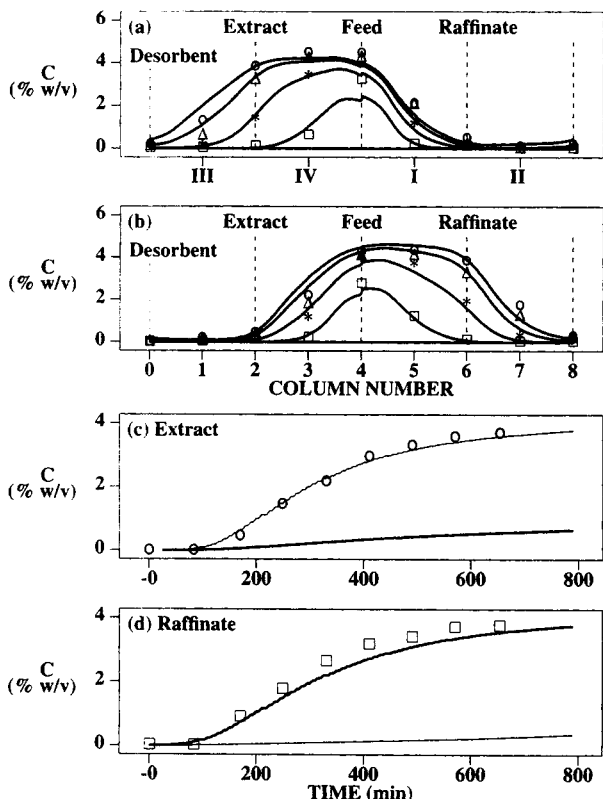 (a) Extract Feed Raffinate
Desorbent
C
(% w/v)
4
2
0
III IV I II
(b) Extract Feed Raffinate
Desorbent
C
(% w/v)
6
4
2
0
0 1 2 3 4 5 6 7 8
COLUMN NUMBER
(c) Extract
C
(% w/v)
4
2
0
-0 200 400 600 800
(d) Raffinate
C
(% w/v)
4
2
0
-0 200 400 600 800
TIME (min)